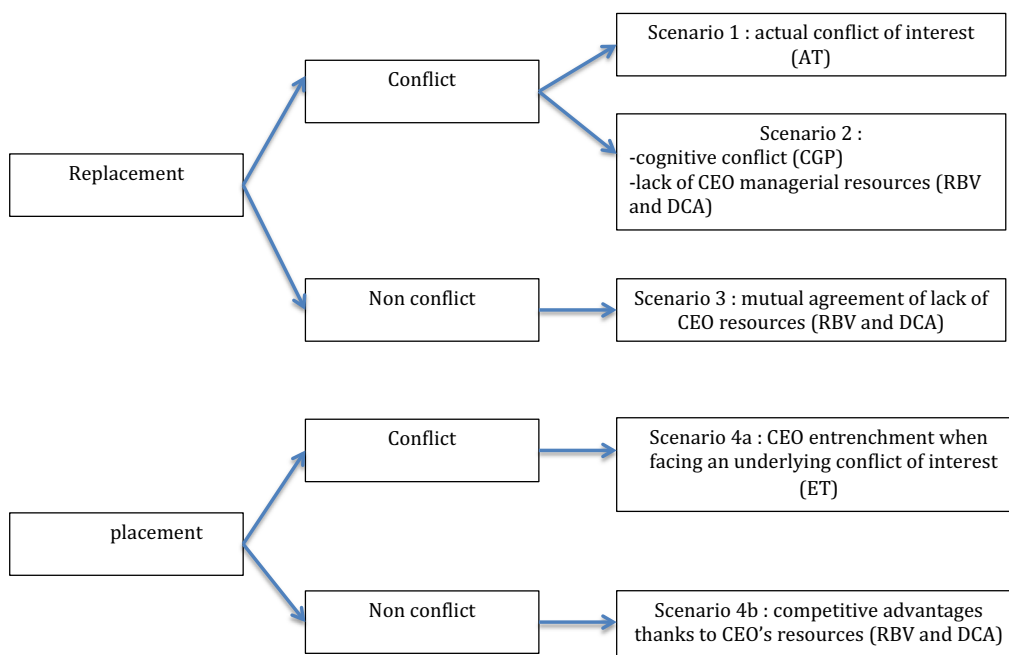 Scenario 1 : actual conflict of interest
(AT)
Conflict
Scenario 2 :
-cognitive conflict (CGP)
-lack of CEO managerial resources (RBV
and DCA)
Replacement
Non conflict
Scenario 3 : mutual agreement of lack of
CEO resources (RBV and DCA)
Conflict
Scenario 4a : CEO entrenchment when
facing an underlying conflict of interest
(ET)
placement
Non conflict
Scenario 4b : competitive advantages
thanks to CEO’s resources (RBV and DCA)